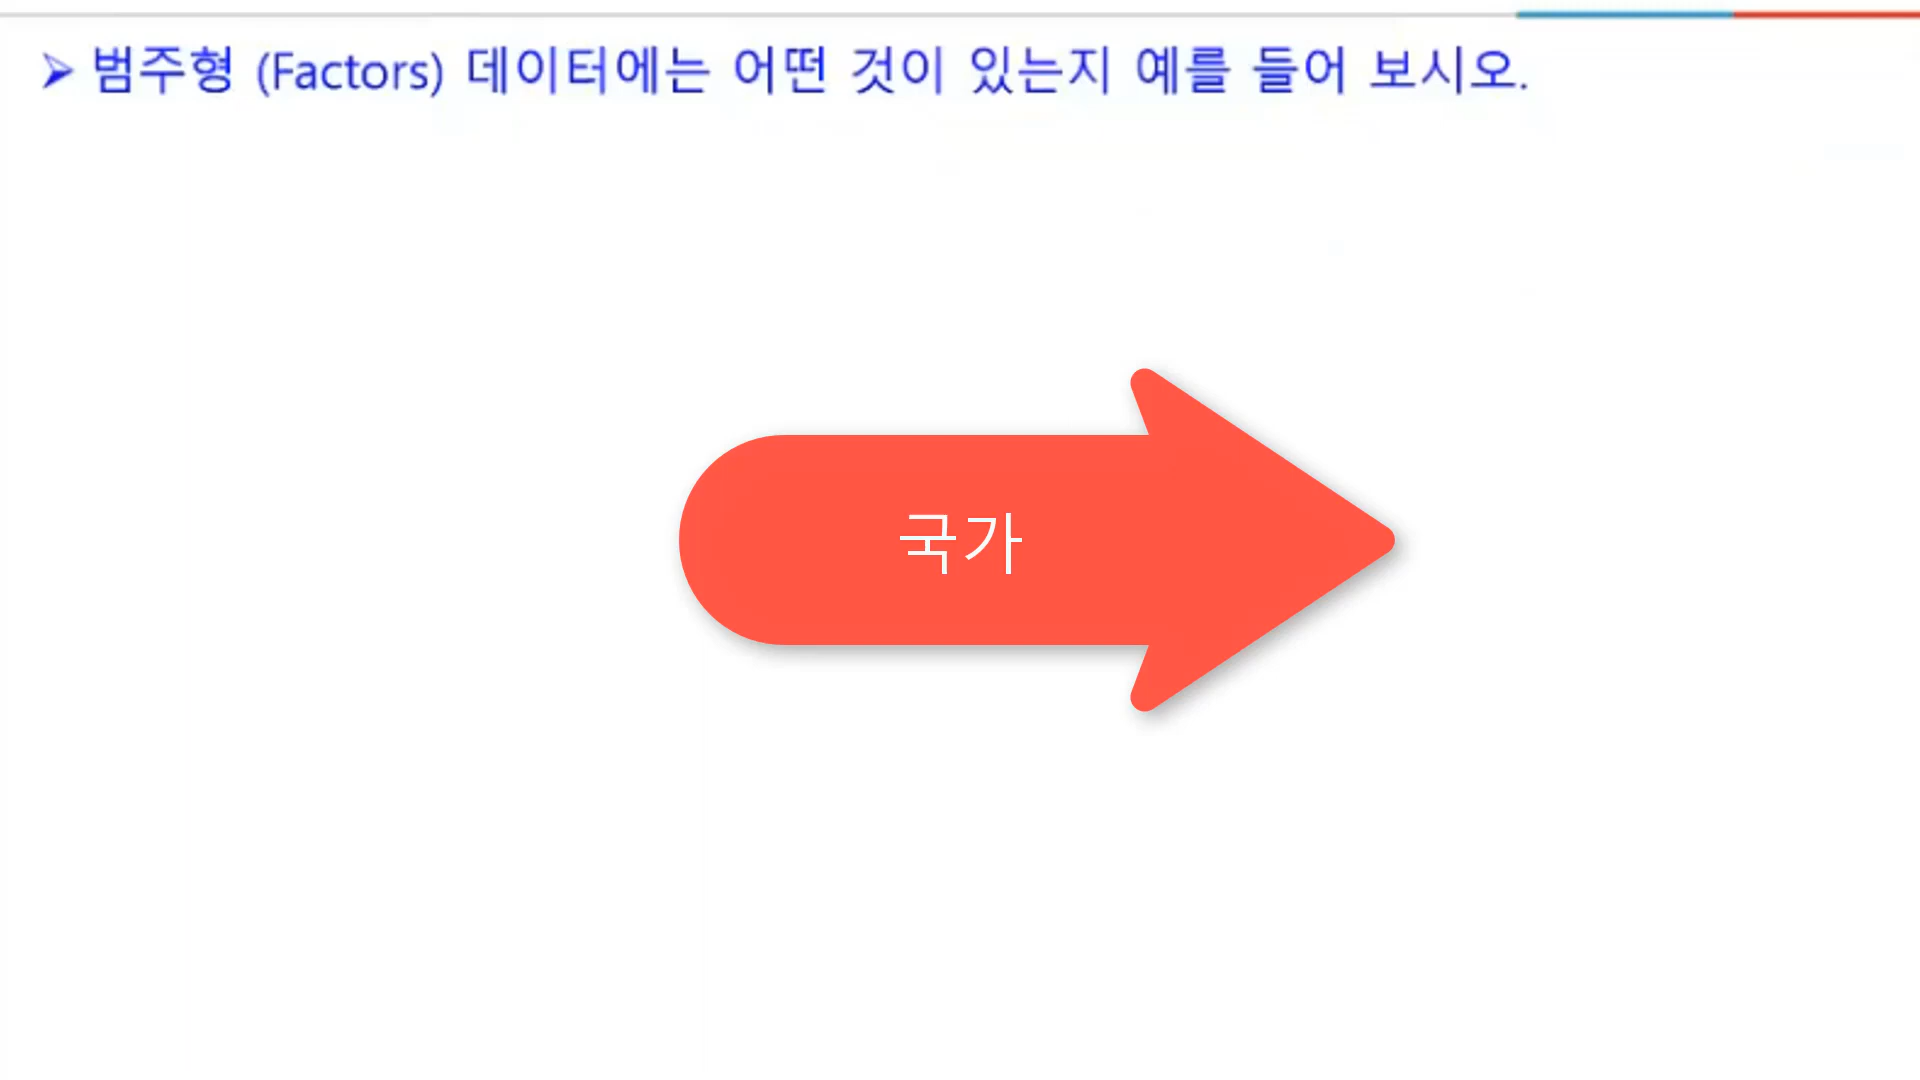 ➢ 범주형 (Factors) 데이터에는 어떤 것이 있는지 예를 들어 보시오.
국가